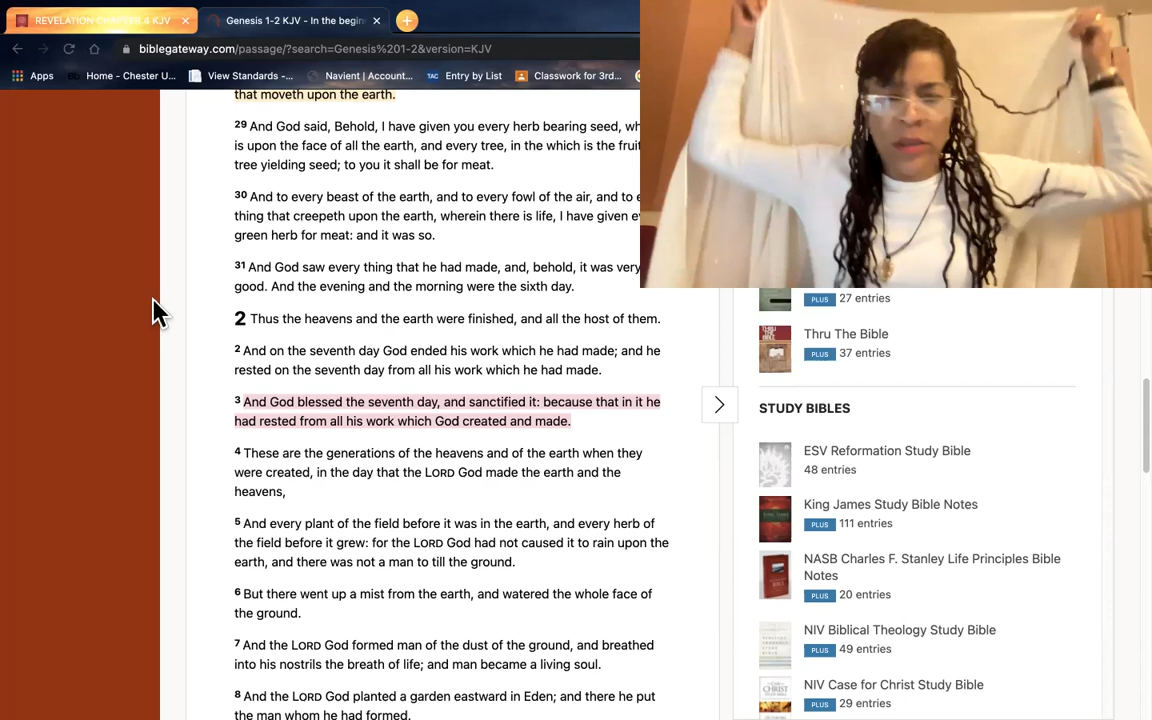 REVELATION CHAPTER 4 KJV
Genesis 1-2 KJV - In the begin
biblegateway.com/passage/?search=Genesis%201-2&version=KJV
Apps
Home - Chester U...
View Standards -...
Navient | Account...
TAC Entry by List
Classwork for 3rd...
that moveth upon the earth.
29 And God said, Behold, I have given you every herb bearing seed, wh
is upon the face of all the earth, and every tree, in the which is the fruit
tree yielding seed; to you it shall be for meat.
30 And to every beast of the earth, and to every fowl of the air, and to e
thing that creepeth upon the earth, wherein there is life, I have given ev
green herb for meat: and it was so.
31 And God saw every thing that he had made, and, behold, it was very
good. And the evening and the morning were the sixth day.
2 Thus the heavens and the earth were finished, and all the host of them.
2 And on the seventh day God ended his work which he had made; and he
rested on the seventh day from all his work which he had made.
3 And God blessed the seventh day, and sanctified it: because that in it he
had rested from all his work which God created and made.
4 These are the generations of the heavens and of the earth when they
were created, in the day that the LORD God made the earth and the
heavens,
5 And every plant of the field before it was in the earth, and every herb of
the field before it grew: for the LORD God had not caused it to rain upon the
earth, and there was not a man to till the ground.
6 But there went up a mist from the earth, and watered the whole face of
the ground.
7 And the LORD God formed man of the dust of the ground, and breathed
into his nostrils the breath of life; and man became a living soul.
8 And the LORD God planted a garden eastward in Eden; and there he put
the man whom he had formed.
PLUS 27 entries
Thru The Bible
PLUS 37 entries
STUDY BIBLES
ESV Reformation Study Bible
48 entries
King James Study Bible Notes
PLUS 111 entries
NASB Charles F. Stanley Life Principles Bible
Notes
PLUS 20 entries
NIV Biblical Theology Study Bible
PLUS 49 entries
NIV Case for Christ Study Bible
PLUS 29 entries